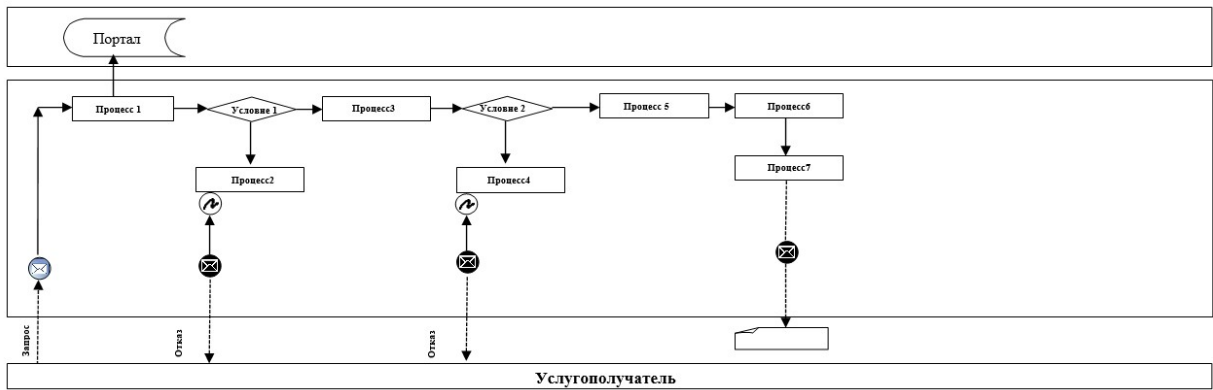 Портал
Процесс 1
Условие 1
Процесс3
Условие 2
Процесс 5
Процесс6
Процесс2
Процесс4
Процесс7
Запрос
Отказ
Отказ
Услугополучатель